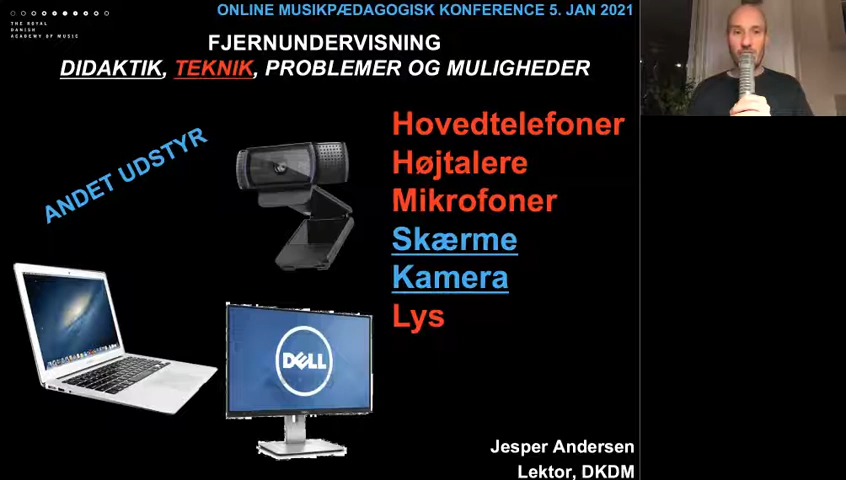 ONLINE MUSIKPÆDAGOGISK KONFERENCE 5. JAN 2021
THE ROYAL
DANISH
ACADEMY OF MUSIC
FJERNUNDERVISNING
DIDAKTIK, TEKNIK, PROBLEMER OG MULIGHEDER
ANDET UDSTYR
Hovedtelefoner
Højtalere
Mikrofoner
Skærme
Kamera
Lys
DELL
Jesper Andersen
Lektor, DKDM